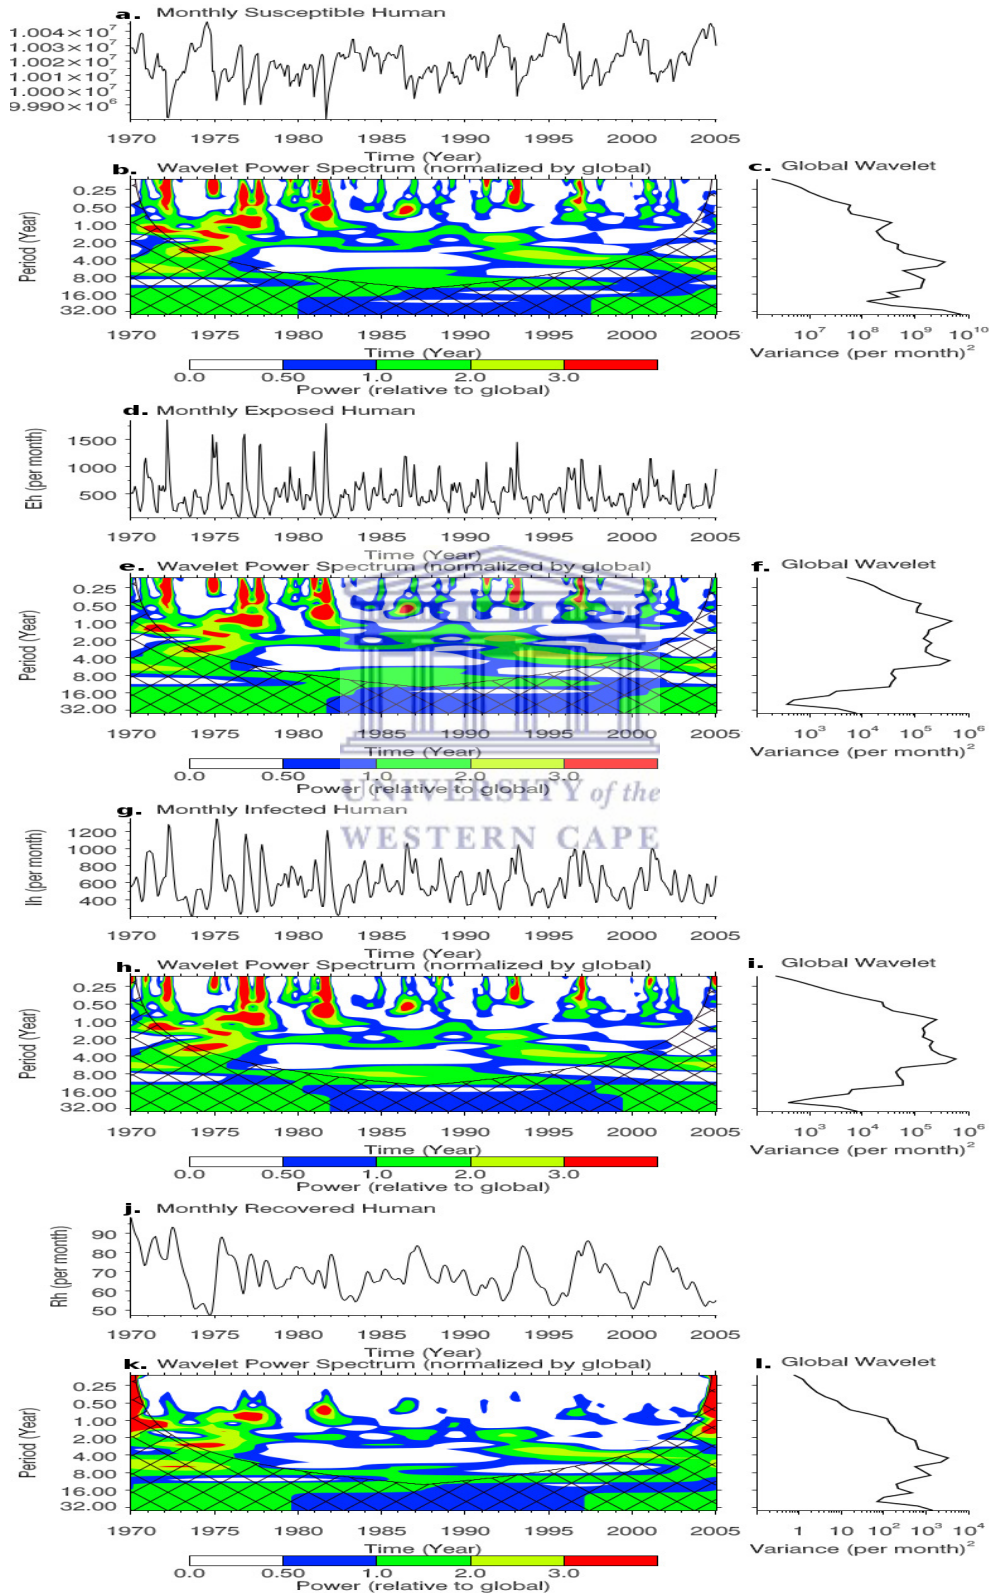 a. Monthly Susceptible Human
1.004×10⁷
1.003×10⁷
1.002×10⁷
1.001×10⁷
1.000×10⁷
9.990×10⁶
1970 1975 1980 1985 1990 1995 2000 2005
Time (Year)
b. Wavelet Power Spectrum (normalized by global)
c. Global Wavelet
Period (Year)
0.25
0.50
1.00
2.00
4.00
8.00
16.00
32.00
1970 1975 1980 1985 1990 1995 2000 2005
Time (Year)
10⁷ 10⁸ 10⁹ 10¹⁰
Variance (per month)²
0.0 0.50 1.0 2.0 3.0
Power (relative to global)
d. Monthly Exposed Human
Eh (per month)
1500
1000
500
1970 1975 1980 1985 1990 1995 2000 2005
Time (Year)
e. Wavelet Power Spectrum (normalized by global)
f. Global Wavelet
Period (Year)
0.25
0.50
1.00
2.00
4.00
8.00
16.00
32.00
1970 1975 1980 1985 1990 1995 2000 2005
Time (Year)
10³ 10⁴ 10⁵ 10⁶
Variance (per month)²
0.0 0.50 1.0 2.0 3.0
Power (relative to global)
UNIVERSITY of the
WESTERN CAPE
g. Monthly Infected Human
Ih (per month)
1200
1000
800
600
400
1970 1975 1980 1985 1990 1995 2000 2005
Time (Year)
h. Wavelet Power Spectrum (normalized by global)
i. Global Wavelet
Period (Year)
0.25
0.50
1.00
2.00
4.00
8.00
16.00
32.00
1970 1975 1980 1985 1990 1995 2000 2005
Time (Year)
10³ 10⁴ 10⁵ 10⁶
Variance (per month)²
0.0 0.50 1.0 2.0 3.0
Power (relative to global)
j. Monthly Recovered Human
Rh (per month)
90
80
70
60
50
1970 1975 1980 1985 1990 1995 2000 2005
Time (Year)
k. Wavelet Power Spectrum (normalized by global)
l. Global Wavelet
Period (Year)
0.25
0.50
1.00
2.00
4.00
8.00
16.00
32.00
1970 1975 1980 1985 1990 1995 2000 2005
Time (Year)
1 10 10² 10³ 10⁴
Variance (per month)²
0.0 0.50 1.0 2.0 3.0
Power (relative to global)